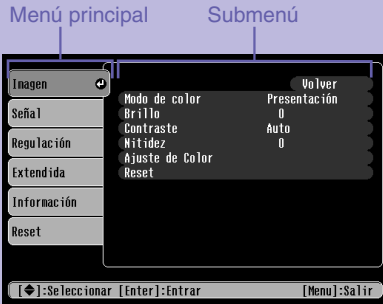 Menú principal
Submenú
Imagen
Señal
Regulación
Extendida
Información
Reset
Volver
Modo de color Presentación
Brillo 0
Contraste Auto
Nitidez 0
Ajuste de Color
Reset
[◆]:Seleccionar [Enter]:Entrar [Menu]:Salir